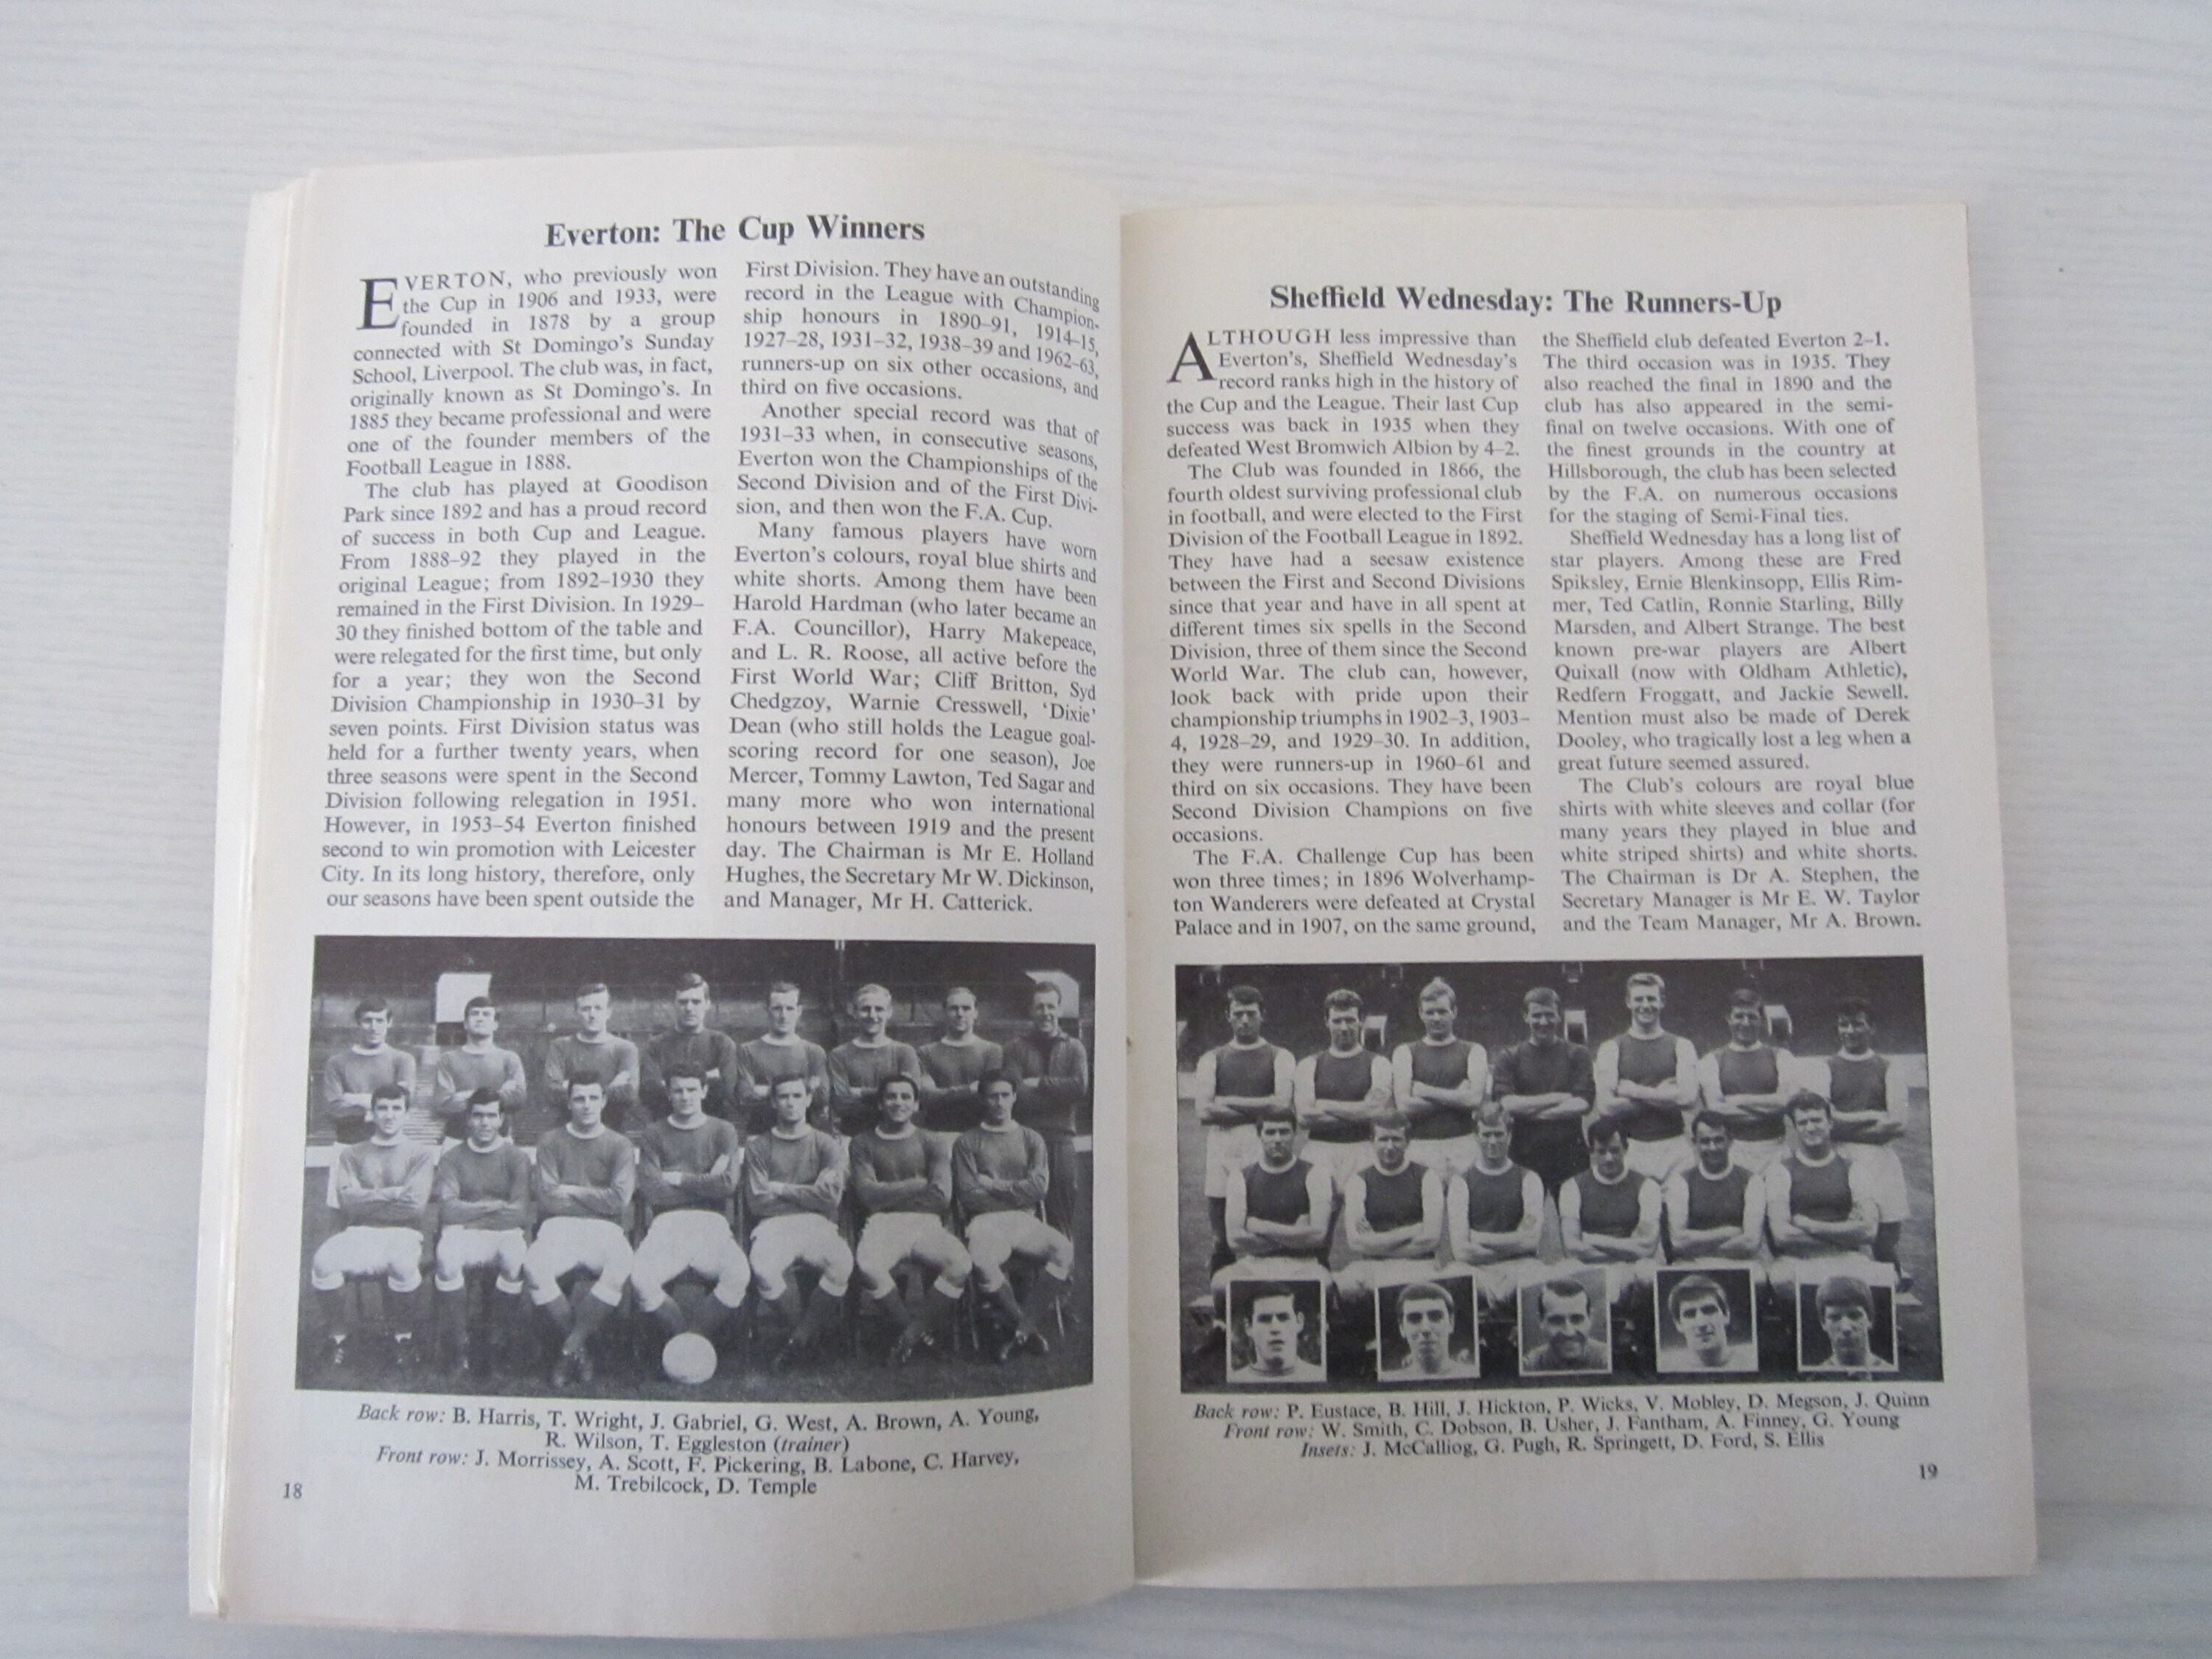 Everton: The Cup Winners
EVERTON, who previously won
the Cup in 1906 and 1933, were
founded in 1878 by a group
connected with St Domingo's Sunday
School, Liverpool. The club was, in fact,
originally known as St Domingo's. In
1885 they became professional and were
one of the founder members of the
Football League in 1888.
The club has played at Goodison
Park since 1892 and has a proud record
of success in both Cup and League.
From 1888–92 they played in the
original League; from 1892–1930 they
remained in the First Division. In 1929–
30 they finished bottom of the table and
were relegated for the first time, but only
for a year; they won the Second
Division Championship in 1930–31 by
seven points. First Division status was
held for a further twenty years, when
three seasons were spent in the Second
Division following relegation in 1951.
However, in 1953–54 Everton finished
second to win promotion with Leicester
City. In its long history, therefore, only
our seasons have been spent outside the
First Division. They have an outstanding
record in the League with Champion-
ship honours in 1890–91, 1914–15,
1927–28, 1931–32, 1938–39 and 1962–63,
runners-up on six other occasions, and
third on five occasions.
Another special record was that of
1931–33 when, in consecutive seasons,
Everton won the Championships of the
Second Division and of the First Divi-
sion, and then won the F.A. Cup.
Many famous players have worn
Everton's colours, royal blue shirts and
white shorts. Among them have been
Harold Hardman (who later became an
F.A. Councillor), Harry Makepeace,
and L. R. Roose, all active before the
First World War; Cliff Britton, Syd
Chedgzoy, Warnie Cresswell, 'Dixie'
Dean (who still holds the League goal-
scoring record for one season), Joe
Mercer, Tommy Lawton, Ted Sagar and
many more who won international
honours between 1919 and the present
day. The Chairman is Mr E. Holland
Hughes, the Secretary Mr W. Dickinson,
and Manager, Mr H. Catterick.
Back row: B. Harris, T. Wright, J. Gabriel, G. West, A. Brown, A. Young,
R. Wilson, T. Eggleston (trainer)
Front row: J. Morrissey, A. Scott, F. Pickering, B. Labone, C. Harvey,
M. Trebilcock, D. Temple
18
Sheffield Wednesday: The Runners-Up
ALTHOUGH less impressive than
Everton's, Sheffield Wednesday's
record ranks high in the history of
the Cup and the League. Their last Cup
success was back in 1935 when they
defeated West Bromwich Albion by 4–2.
The Club was founded in 1866, the
fourth oldest surviving professional club
in football, and were elected to the First
Division of the Football League in 1892.
They have had a seesaw existence
between the First and Second Divisions
since that year and have in all spent at
different times six spells in the Second
Division, three of them since the Second
World War. The club can, however,
look back with pride upon their
championship triumphs in 1902–3, 1903–
4, 1928–29, and 1929–30. In addition,
they were runners-up in 1960–61 and
third on six occasions. They have been
Second Division Champions on five
occasions.
The F.A. Challenge Cup has been
won three times; in 1896 Wolverhamp-
ton Wanderers were defeated at Crystal
Palace and in 1907, on the same ground,
the Sheffield club defeated Everton 2–1.
The third occasion was in 1935. They
also reached the final in 1890 and the
club has also appeared in the semi-
final on twelve occasions. With one of
the finest grounds in the country at
Hillsborough, the club has been selected
by the F.A. on numerous occasions
for the staging of Semi-Final ties.
Sheffield Wednesday has a long list of
star players. Among these are Fred
Spiksley, Ernie Blenkinsopp, Ellis Rim-
mer, Ted Catlin, Ronnie Starling, Billy
Marsden, and Albert Strange. The best
known pre-war players are Albert
Quixall (now with Oldham Athletic),
Redfern Froggatt, and Jackie Sewell.
Mention must also be made of Derek
Dooley, who tragically lost a leg when a
great future seemed assured.
The Club's colours are royal blue
shirts with white sleeves and collar (for
many years they played in blue and
white striped shirts) and white shorts.
The Chairman is Dr A. Stephen, the
Secretary Manager is Mr E. W. Taylor
and the Team Manager, Mr A. Brown.
Back row: P. Eustace, B. Hill, J. Hickton, P. Wicks, V. Mobley, D. Megson, J. Quinn
Front row: W. Smith, C. Dobson, B. Usher, J. Fantham, A. Finney, G. Young
Insets: J. McCalliog, G. Pugh, R. Springett, D. Ford, S. Ellis
19